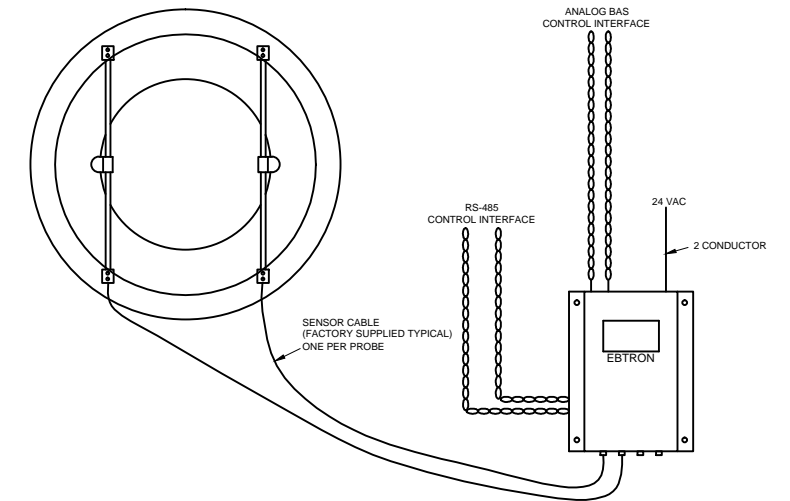 ANALOG BAS
CONTROL INTERFACE
RS-485
CONTROL INTERFACE
24 VAC
2 CONDUCTOR
SENSOR CABLE
(FACTORY SUPPLIED TYPICAL)
ONE PER PROBE
EBTRON